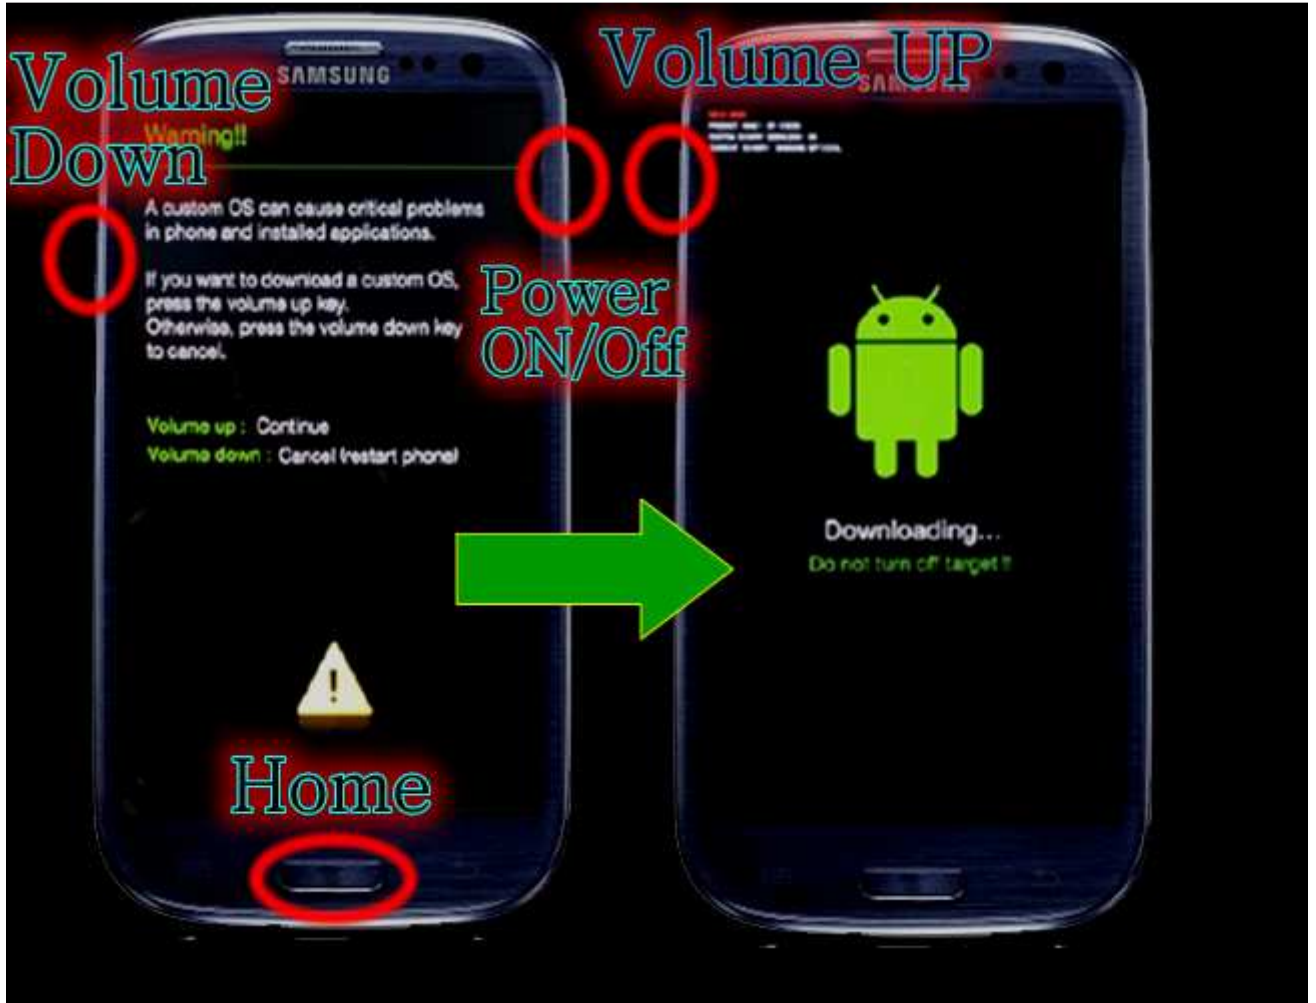 Volume
Down
SAMSUNG
Warning!!
A custom OS can cause critical problems
in phone and installed applications.
If you want to download a custom OS,
press the volume up key.
Otherwise, press the volume down key
to cancel.
Volume up : Continue
Volume down : Cancel (restart phone)
Home
Power
ON/Off
Volume UP
SAMSUNG
Downloading...
Do not turn off target !!